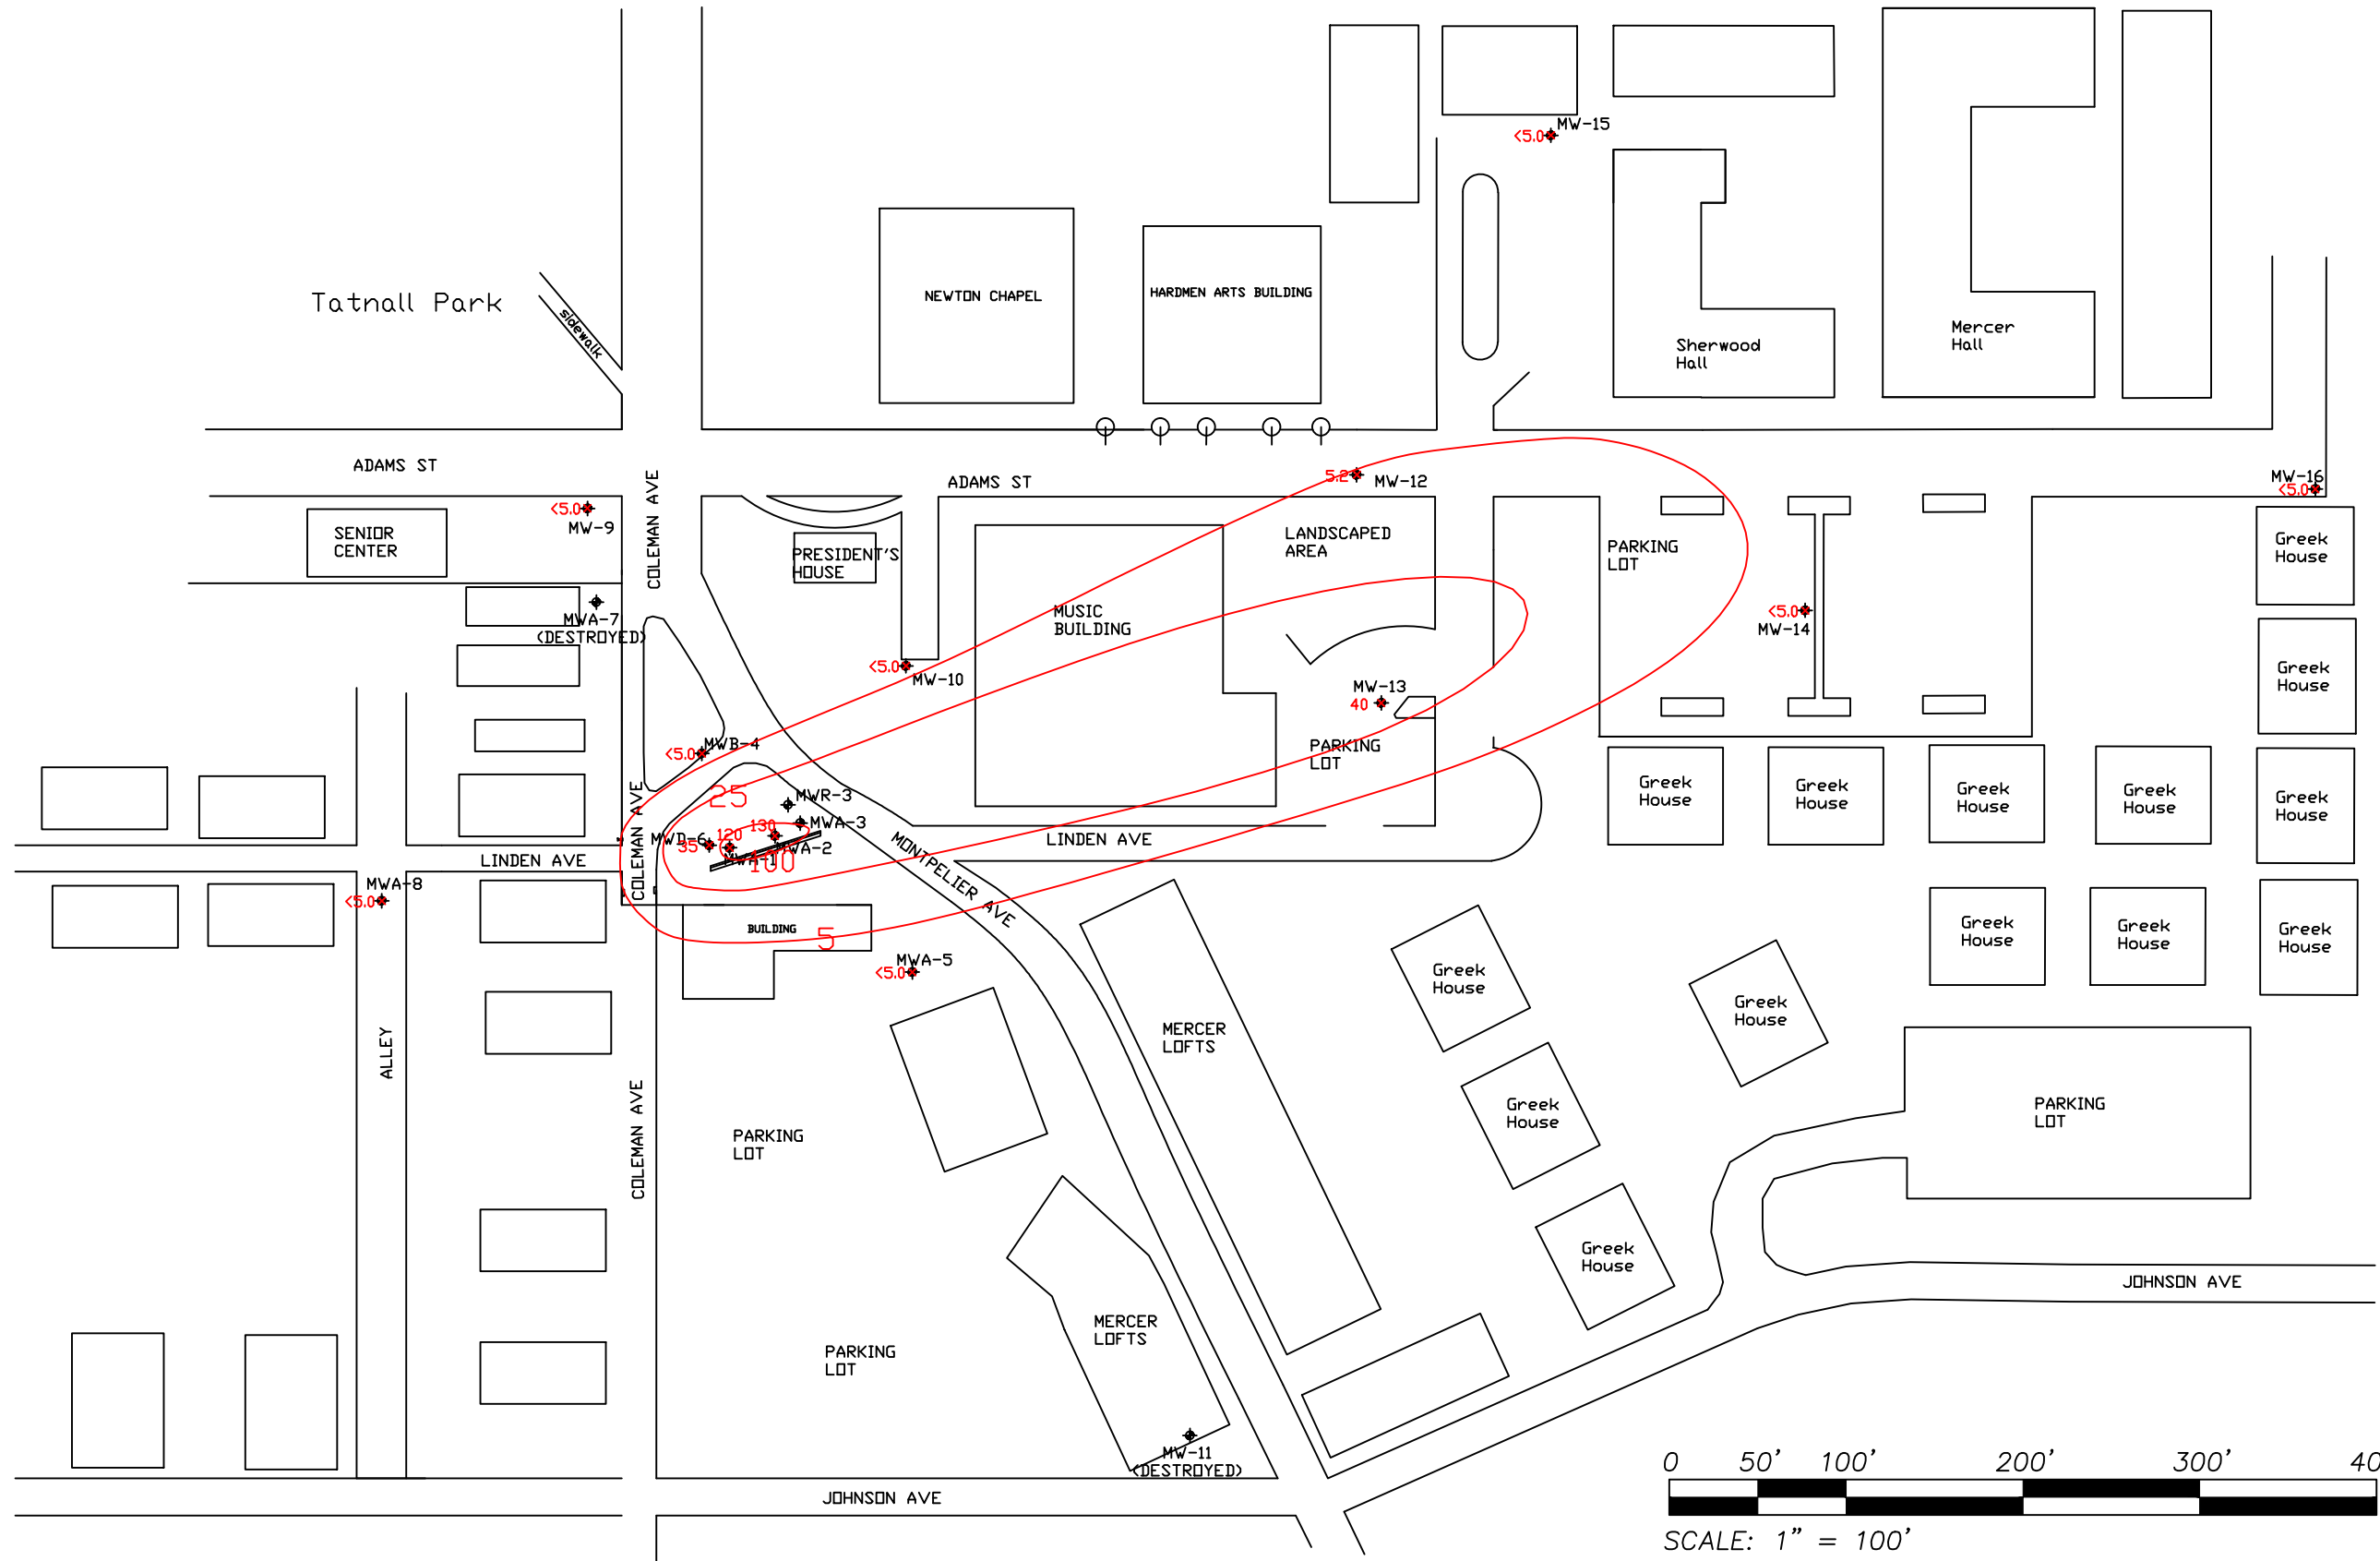 MW-15
<5.0
NEWTON CHAPEL
HARDMEN ARTS BUILDING
Tatnall Park
sidewalk
Sherwood
Hall
Mercer
Hall
ADAMS ST
COLEMAN AVE
ADAMS ST
5.2
MW-12
MW-16
<5.0
<5.0
MW-9
SENIOR
CENTER
PRESIDENT'S
HOUSE
LANDSCAPED
AREA
PARKING
LOT
Greek
House
MWA-7
(DESTROYED)
MUSIC
BUILDING
<5.0
MW-14
<5.0
MW-10
MW-13
40
Greek
House
MWB-4
<5.0
PARKING
LOT
Greek
House
Greek
House
Greek
House
Greek
House
Greek
House
25
MWR-3
MWA-3
130
120
MWD-6
35
MWA-1
MWA-2
100
COLEMAN AVE
LINDEN AVE
MONTPELIER AVE
LINDEN AVE
MWA-8
<5.0
BUILDING
5
MWA-5
<5.0
Greek
House
Greek
House
Greek
House
Greek
House
Greek
House
MERCER
LOFTS
ALLEY
COLEMAN AVE
PARKING
LOT
Greek
House
PARKING
LOT
Greek
House
JOHNSON AVE
MERCER
LOFTS
PARKING
LOT
MW-11
(DESTROYED)
JOHNSON AVE
0 50' 100' 200' 300' 40
SCALE: 1" = 100'